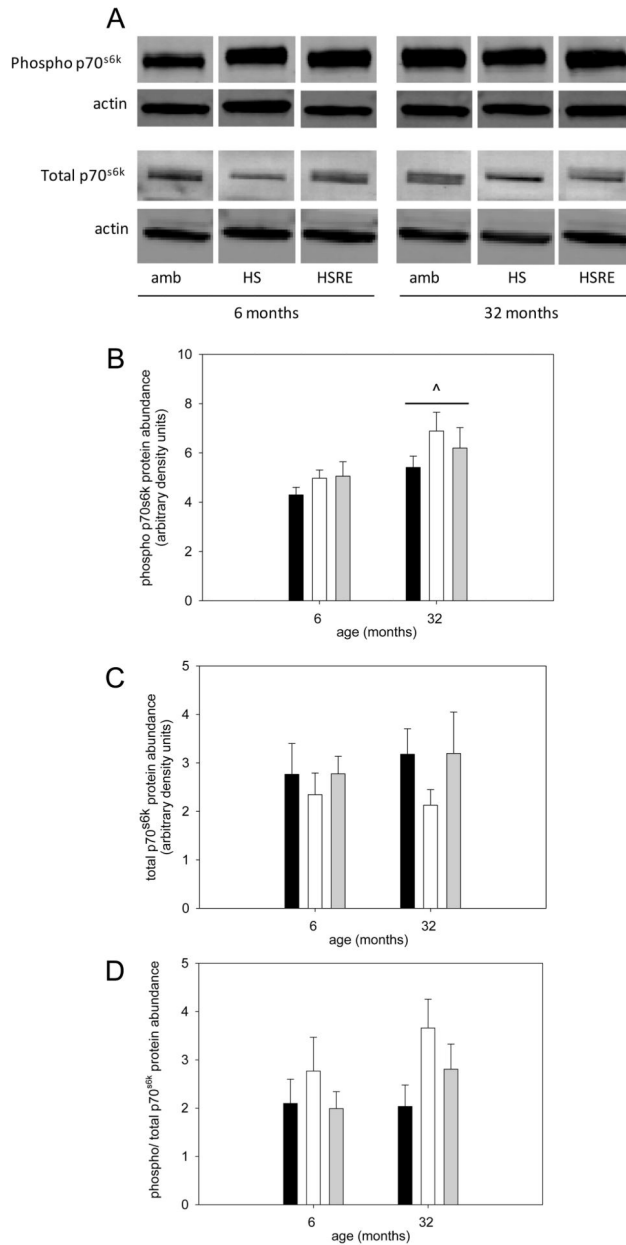 A
Phospho p70s6k
actin
Total p70s6k
actin
amb HS HSRE amb HS HSRE
6 months 32 months
B
phospho p70s6k protein abundance
(arbitrary density units)
10
8
6
4
2
0
^
6 32
age (months)
C
total p70s6k protein abundance
(arbitrary density units)
5
4
3
2
1
0
6 32
age (months)
D
phospho/ total p70s6k protein abundance
5
4
3
2
1
0
6 32
age (months)